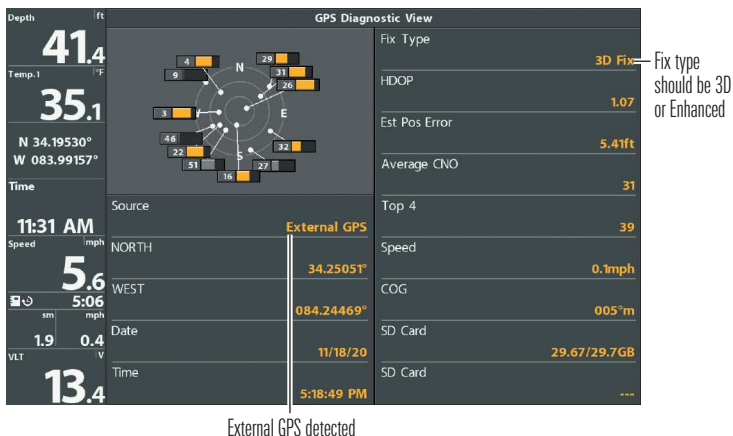 GPS Diagnostic View
Depth ft
41.4
Temp.1 °F
35.1
N 34.19530°
W 083.99157°
Time
11:31 AM
Speed mph
5.6
5:06
sm mph
1.9 0.4
VLT V
13.4
N
E
S
4
9
29
31
26
3
46
22
51
16
27
32
Source
External GPS
NORTH
34.25051°
WEST
084.24469°
Date
11/18/20
Time
5:18:49 PM
Fix Type
3D Fix
HDOP
1.07
Est Pos Error
5.41ft
Average CNO
31
Top 4
39
Speed
0.1mph
COG
005°m
SD Card
29.67/29.7GB
SD Card
---
Fix type
should be 3D
or Enhanced
External GPS detected